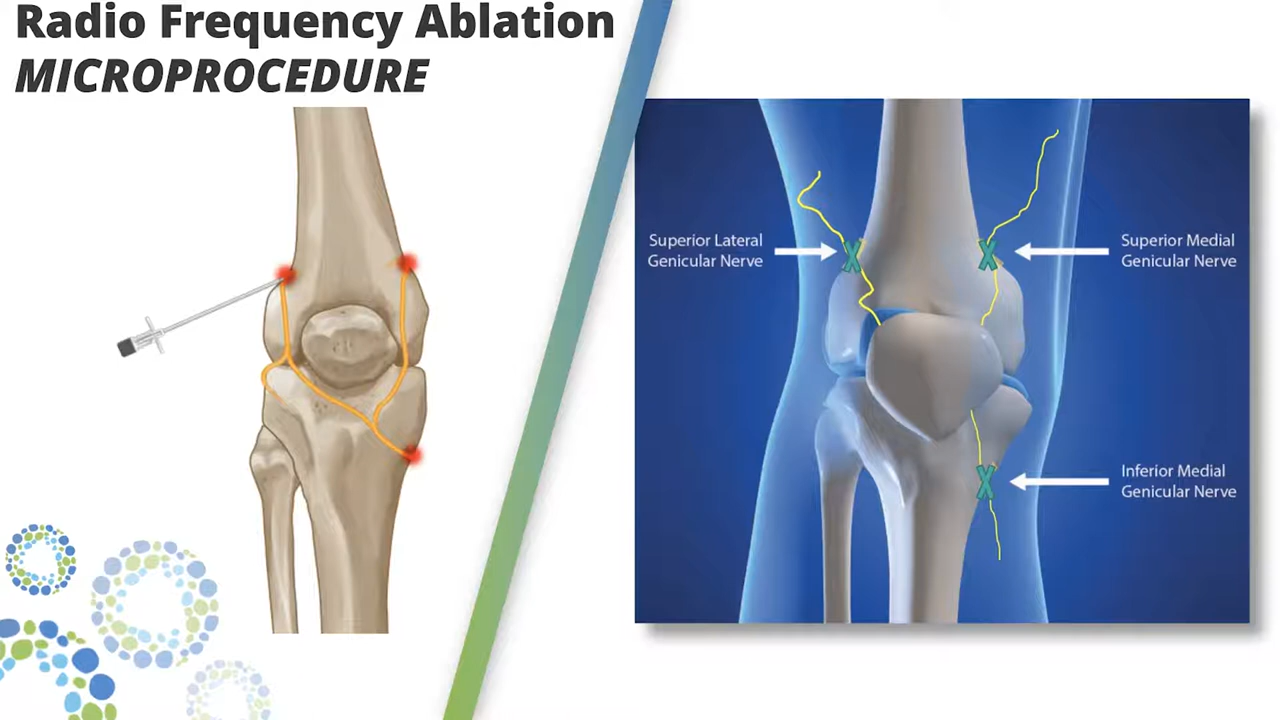 Radio Frequency Ablation
MICROPROCEDURE
Superior Lateral
Genicular Nerve
Superior Medial
Genicular Nerve
Inferior Medial
Genicular Nerve